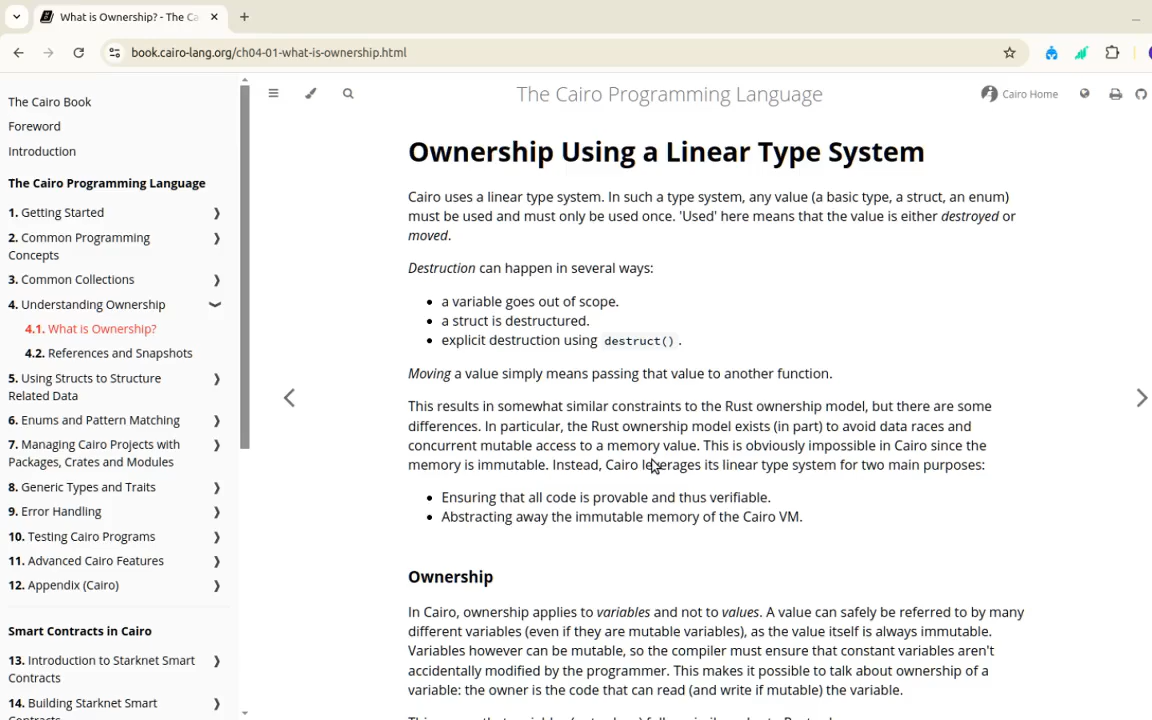 What is Ownership? - The Ca
book.cairo-lang.org/ch04-01-what-is-ownership.html
The Cairo Book
Foreword
Introduction
The Cairo Programming Language
1. Getting Started
2. Common Programming
Concepts
3. Common Collections
4. Understanding Ownership
4.1. What is Ownership?
4.2. References and Snapshots
5. Using Structs to Structure
Related Data
6. Enums and Pattern Matching
7. Managing Cairo Projects with
Packages, Crates and Modules
8. Generic Types and Traits
9. Error Handling
10. Testing Cairo Programs
11. Advanced Cairo Features
12. Appendix (Cairo)
Smart Contracts in Cairo
13. Introduction to Starknet Smart
Contracts
14. Building Starknet Smart
The Cairo Programming Language
Cairo Home
Ownership Using a Linear Type System
Cairo uses a linear type system. In such a type system, any value (a basic type, a struct, an enum)
must be used and must only be used once. 'Used' here means that the value is either destroyed or
moved.
Destruction can happen in several ways:
• a variable goes out of scope.
• a struct is destructured.
• explicit destruction using destruct() .
Moving a value simply means passing that value to another function.
This results in somewhat similar constraints to the Rust ownership model, but there are some
differences. In particular, the Rust ownership model exists (in part) to avoid data races and
concurrent mutable access to a memory value. This is obviously impossible in Cairo since the
memory is immutable. Instead, Cairo leverages its linear type system for two main purposes:
• Ensuring that all code is provable and thus verifiable.
• Abstracting away the immutable memory of the Cairo VM.
Ownership
In Cairo, ownership applies to variables and not to values. A value can safely be referred to by many
different variables (even if they are mutable variables), as the value itself is always immutable.
Variables however can be mutable, so the compiler must ensure that constant variables aren't
accidentally modified by the programmer. This makes it possible to talk about ownership of a
variable: the owner is the code that can read (and write if mutable) the variable.